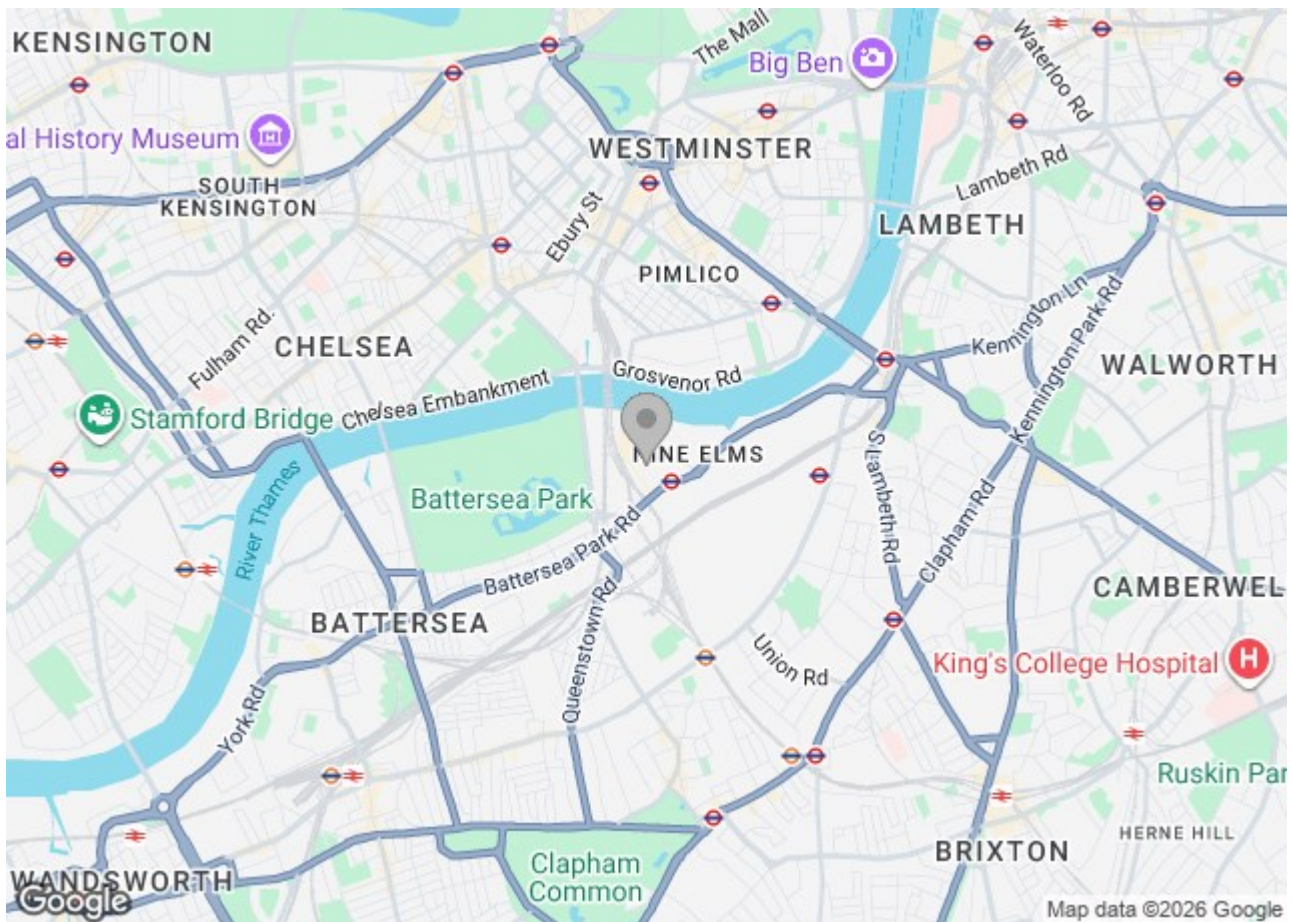 KENSINGTON
The Mall
Waterloo Rd
Big Ben
al History Museum
WESTMINSTER
Lambeth Rd
SOUTH
KENSINGTON
Ebury St
LAMBETH
PIMLICO
Kennington Ln
Kennington Park Rd
Fulham Rd.
CHELSEA
WALWORTH
Grosvenor Rd
Chelsea Embankment
Stamford Bridge
NINE ELMS
River Thames
Battersea Park
S Lambeth Rd
Clapham Rd
Battersea Park Rd
CAMBERWEL
BATTERSEA
Queenstown Rd
Union Rd
King's College Hospital
H
York Rd
Ruskin Par
HERNE HILL
BRIXTON
Clapham
Common
WANDSWORTH
Google
Map data ©2026 Google